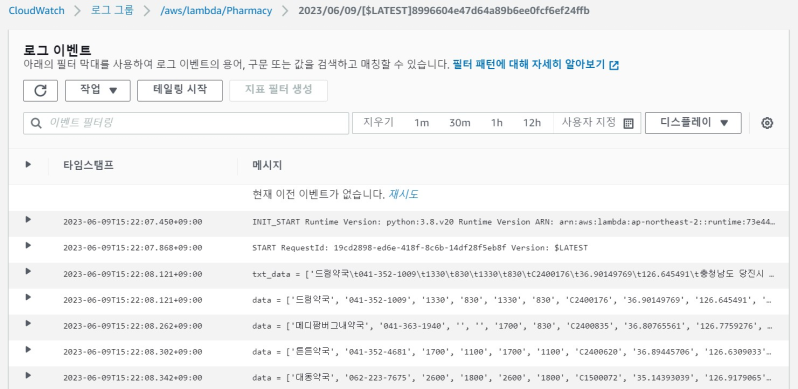 CloudWatch > 로그 그룹 > /aws/lambda/Pharmacy > 2023/06/09/[$LATEST]8996604e47d64a89b6ee0fcf6ef24ffb
로그 이벤트
아래의 필터 막대를 사용하여 로그 이벤트의 용어, 구문 또는 값을 검색하고 매칭할 수 있습니다. 필터 패턴에 대해 자세히 알아보기
작업 ▼ 테일링 시작 지표 필터 생성
이벤트 필터링 지우기 1m 30m 1h 12h 사용자 지정 디스플레이 ▼
타임스탬프 메시지
현재 이전 이벤트가 없습니다. 재시도
2023-06-09T15:22:07.450+09:00 INIT_START Runtime Version: python:3.8.v20 Runtime Version ARN: arn:aws:lambda:ap-northeast-2::runtime:73e44…
2023-06-09T15:22:07.868+09:00 START RequestId: 19cd2898-ed6e-418f-8c6b-14df28f5eb8f Version: $LATEST
2023-06-09T15:22:08.121+09:00 txt_data = ['드림약국\t041-352-1009\t1330\t830\t1330\t830\tC2400176\t36.90149769\t126.645491\t충청남도 당진시 …
2023-06-09T15:22:08.121+09:00 data = ['드림약국', '041-352-1009', '1330', '830', '1330', '830', 'C2400176', '36.90149769', '126.645491', '…
2023-06-09T15:22:08.262+09:00 data = ['메디팜버그내약국', '041-363-1940', '', '', '1700', '830', 'C2400835', '36.80765561', '126.7759276', …
2023-06-09T15:22:08.302+09:00 data = ['튼튼약국', '041-352-4681', '1700', '1100', '1700', '1100', 'C2400620', '36.89445706', '126.6309033'…
2023-06-09T15:22:08.342+09:00 data = ['대동약국', '062-223-7675', '2600', '1800', '2600', '1800', 'C1500072', '35.14393039', '126.9179065'…